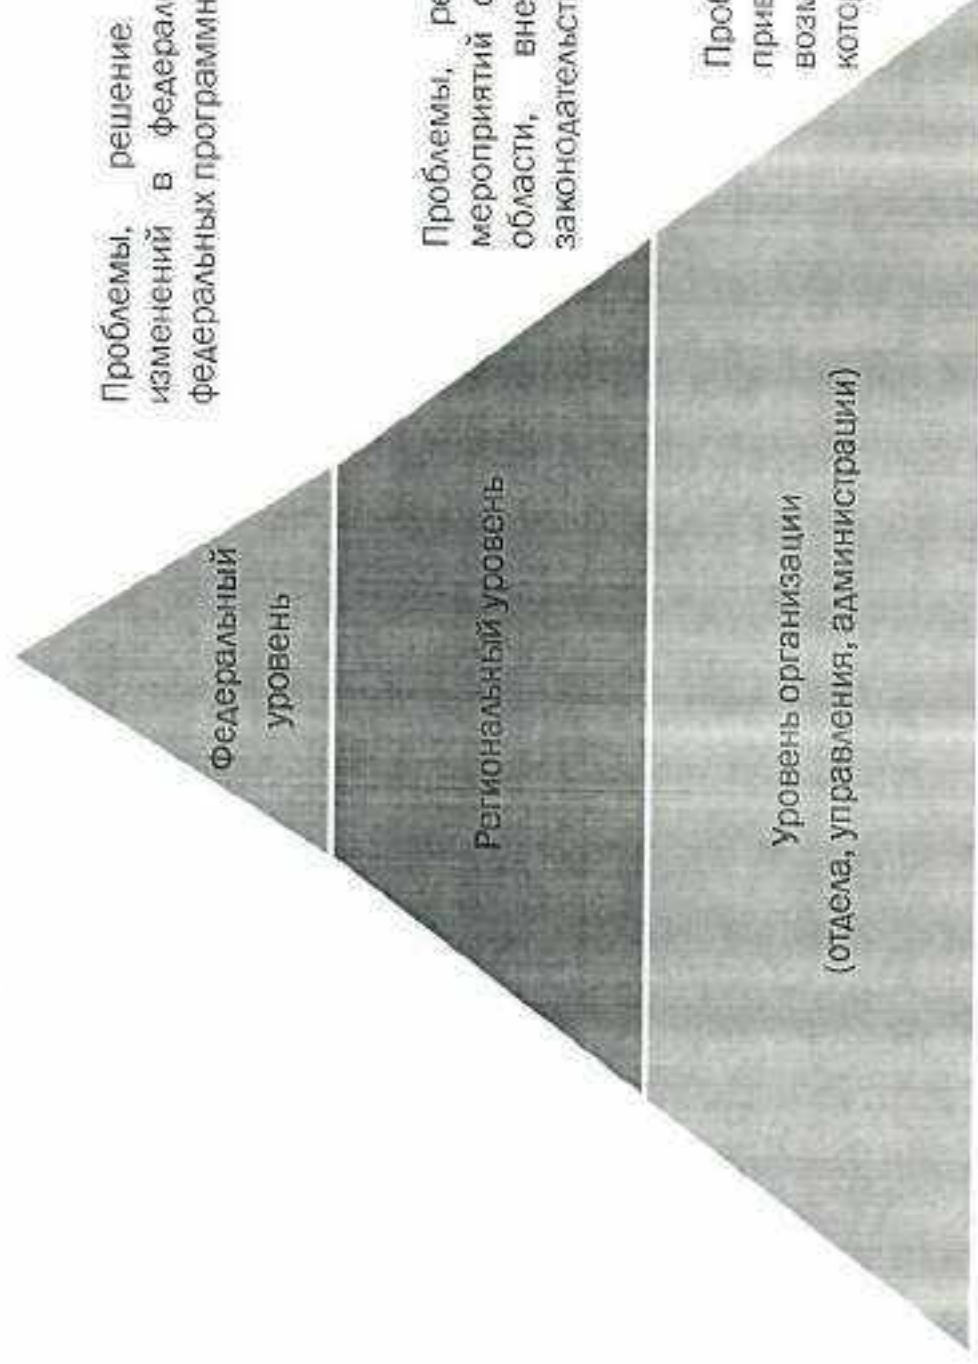 Федеральный
уровень
Проблемы, решение
изменений в федерал
федеральных программн
Региональный уровень
Проблемы, ре
мероприятий с
области, вне
законодательст
Уровень организации
(отдела, управления, администрации)
Проб
прив
возм
котор